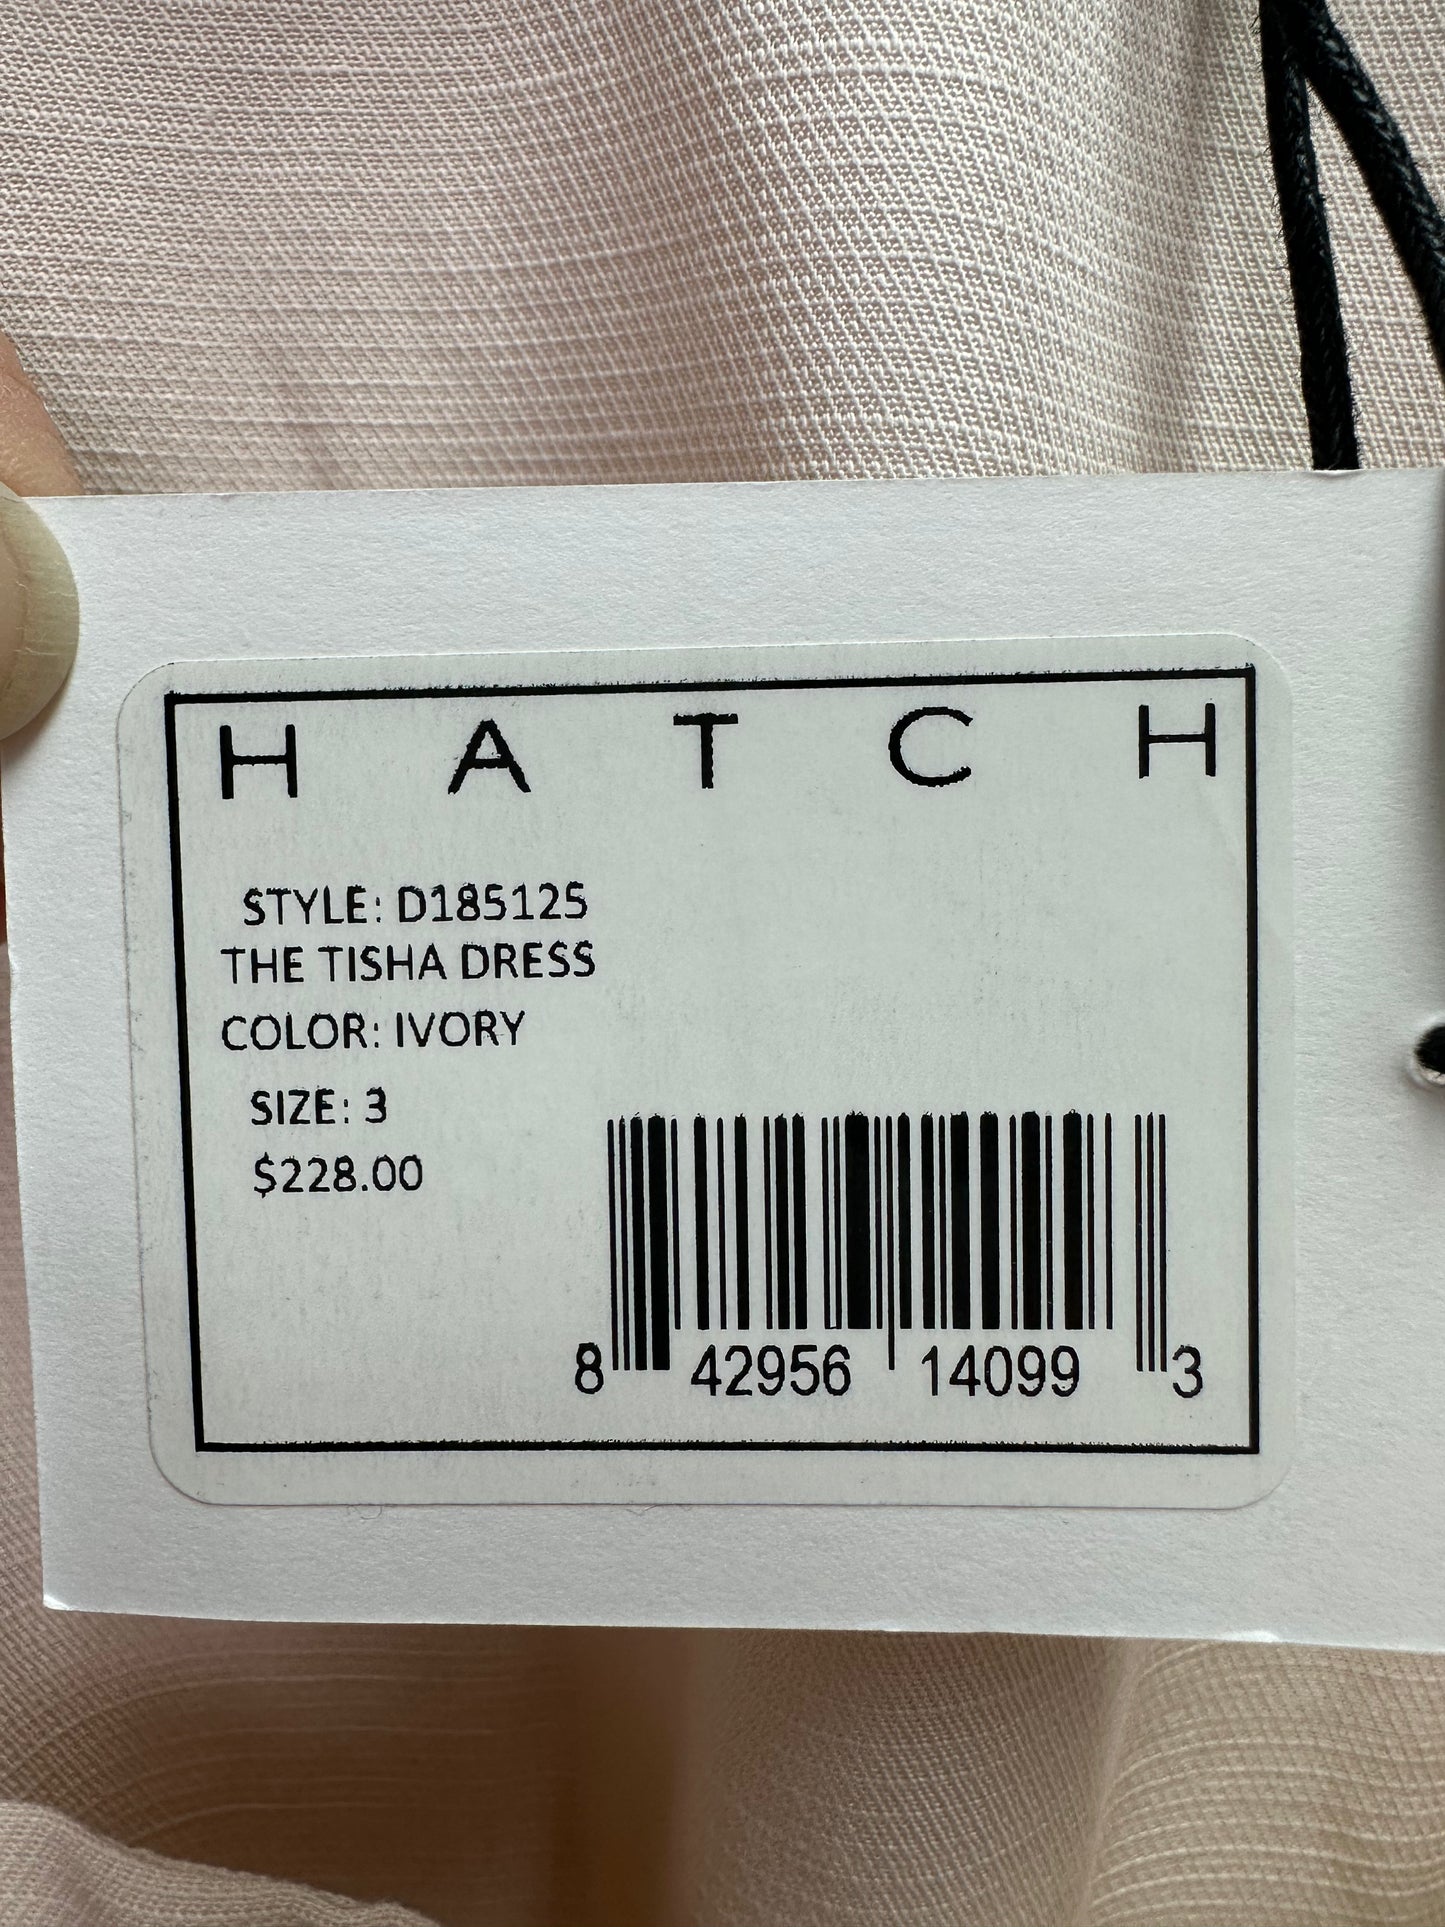 H A T C H
STYLE: D185125
THE TISHA DRESS
COLOR: IVORY
SIZE: 3
$228.00
8 42956 14099 3